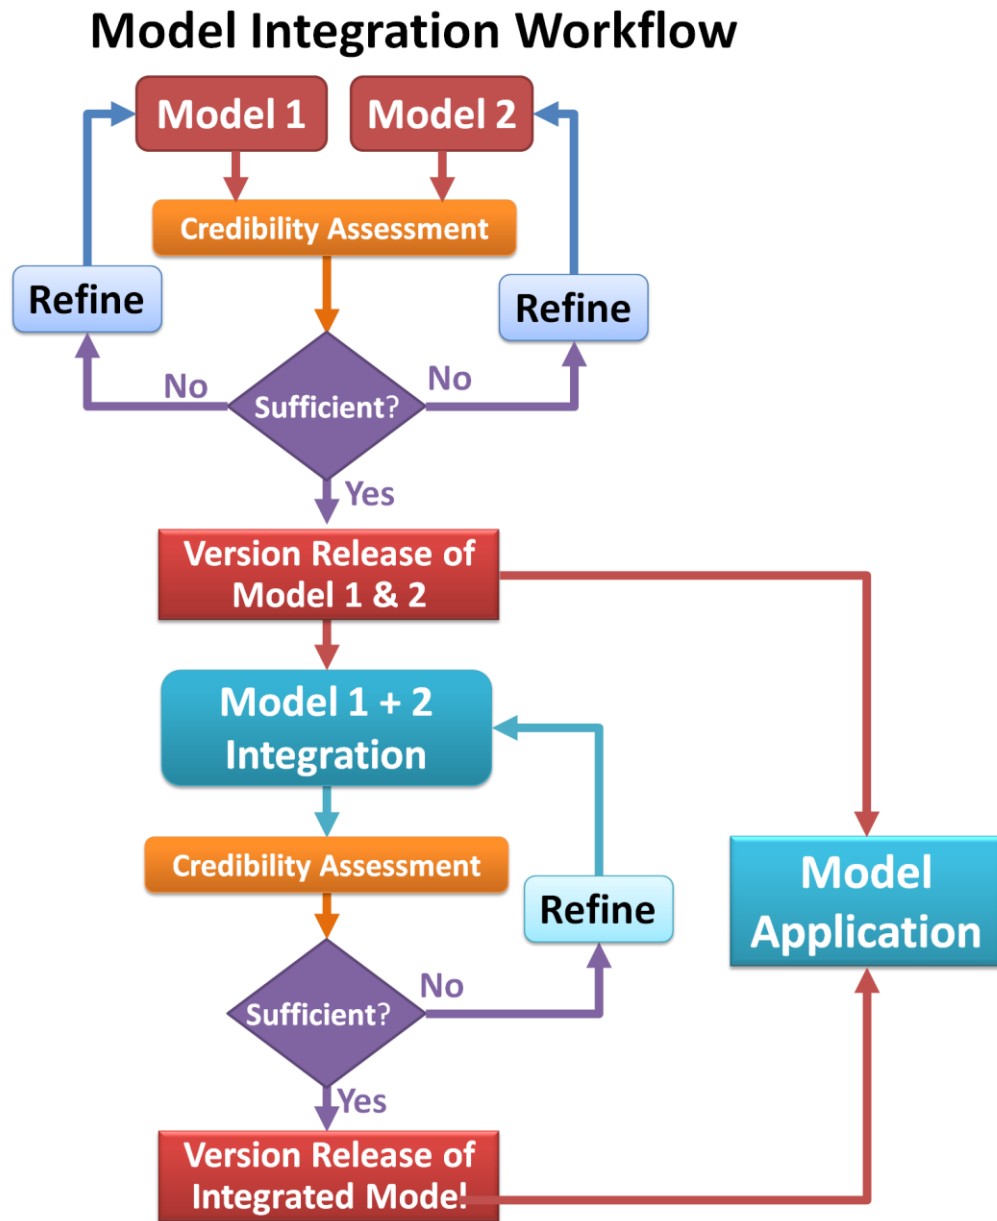 Model Integration Workflow
Model 1
Model 2
Credibility Assessment
Refine
Refine
No
No
Sufficient?
Yes
Version Release of
Model 1 & 2
Model 1 + 2
Integration
Credibility Assessment
Refine
Model
Application
No
Sufficient?
Yes
Version Release of
Integrated Model